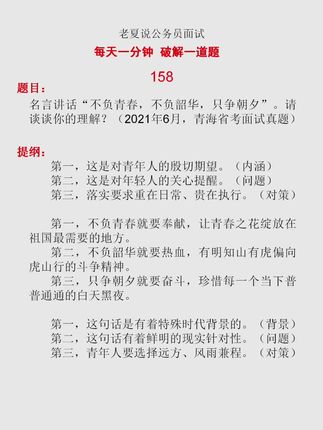 老夏说公务员面试
每天一分钟 破解一道题
158
题目：
名言讲话“不负青春，不负韶华，只争朝夕”。请
谈谈你的理解？（2021年6月，青海省考面试真题）
提纲：
第一，这是对青年人的殷切期望。（内涵）
第二，这是对年轻人的关心提醒。（问题）
第三，落实要求重在日常、贵在执行。（对策）
第一，不负青春就要奉献，让青春之花绽放在
祖国最需要的地方。
第二，不负韶华就要热血，有明知山有虎偏向
虎山行的斗争精神。
第三，只争朝夕就要奋斗，珍惜每一个当下普
普通通的白天黑夜。
第一，这句话是有着特殊时代背景的。（背景）
第二，这句话有着鲜明的现实针对性。（问题）
第三，青年人要选择远方、风雨兼程。（对策）